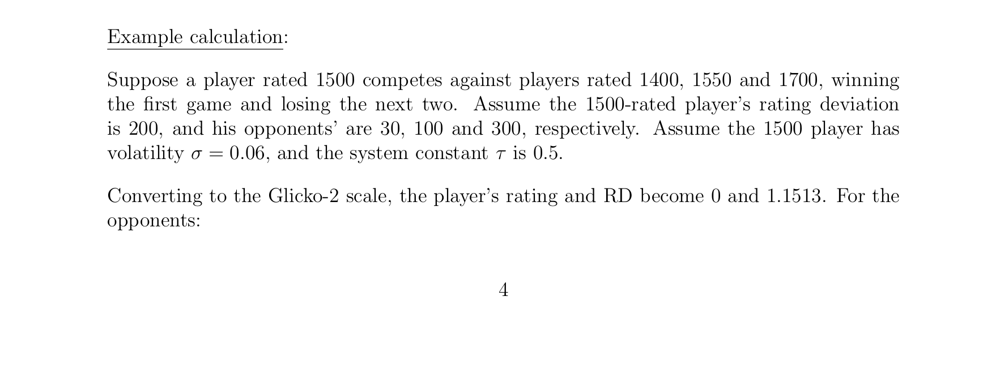 Example calculation:
Suppose a player rated 1500 competes against players rated 1400, 1550 and 1700, winning
the first game and losing the next two. Assume the 1500-rated player's rating deviation
is 200, and his opponents' are 30, 100 and 300, respectively. Assume the 1500 player has
volatility σ = 0.06, and the system constant τ is 0.5.
Converting to the Glicko-2 scale, the player's rating and RD become 0 and 1.1513. For the
opponents:
4